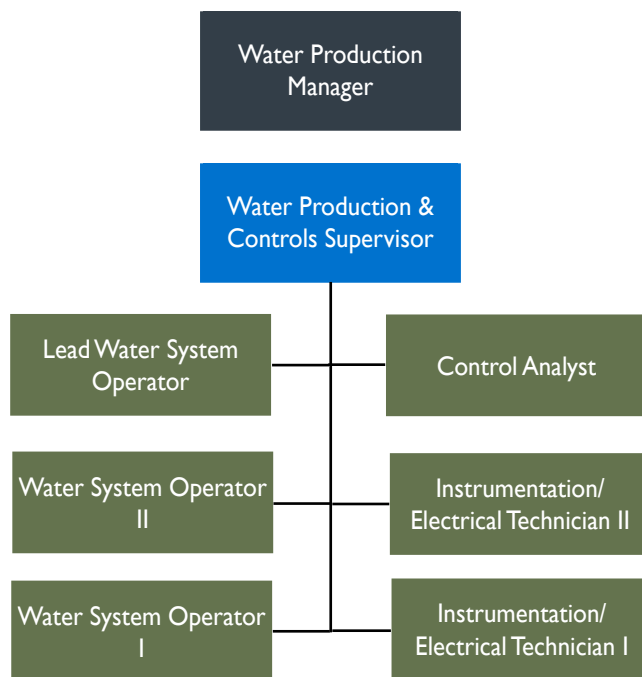 Water Production
Manager
Water Production &
Controls Supervisor
Lead Water System
Operator
Control Analyst
Water System Operator
II
Instrumentation/
Electrical Technician II
Water System Operator
I
Instrumentation/
Electrical Technician I